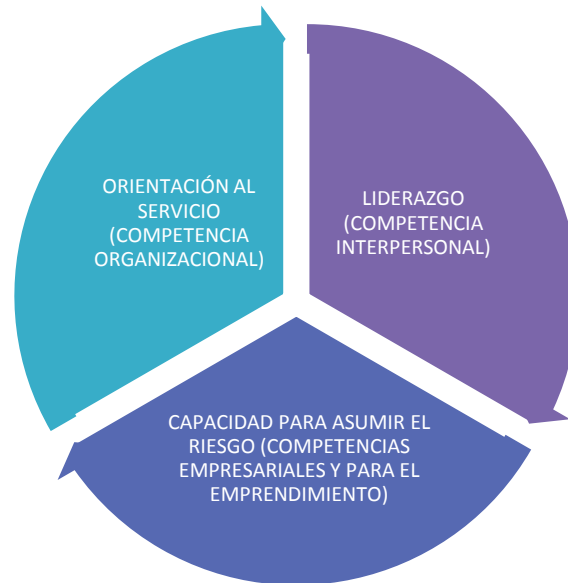 ORIENTACIÓN AL
SERVICIO
(COMPETENCIA
ORGANIZACIONAL)
LIDERAZGO
(COMPETENCIA
INTERPERSONAL)
CAPACIDAD PARA ASUMIR EL
RIESGO (COMPETENCIAS
EMPRESARIALES Y PARA EL
EMPRENDIMIENTO)